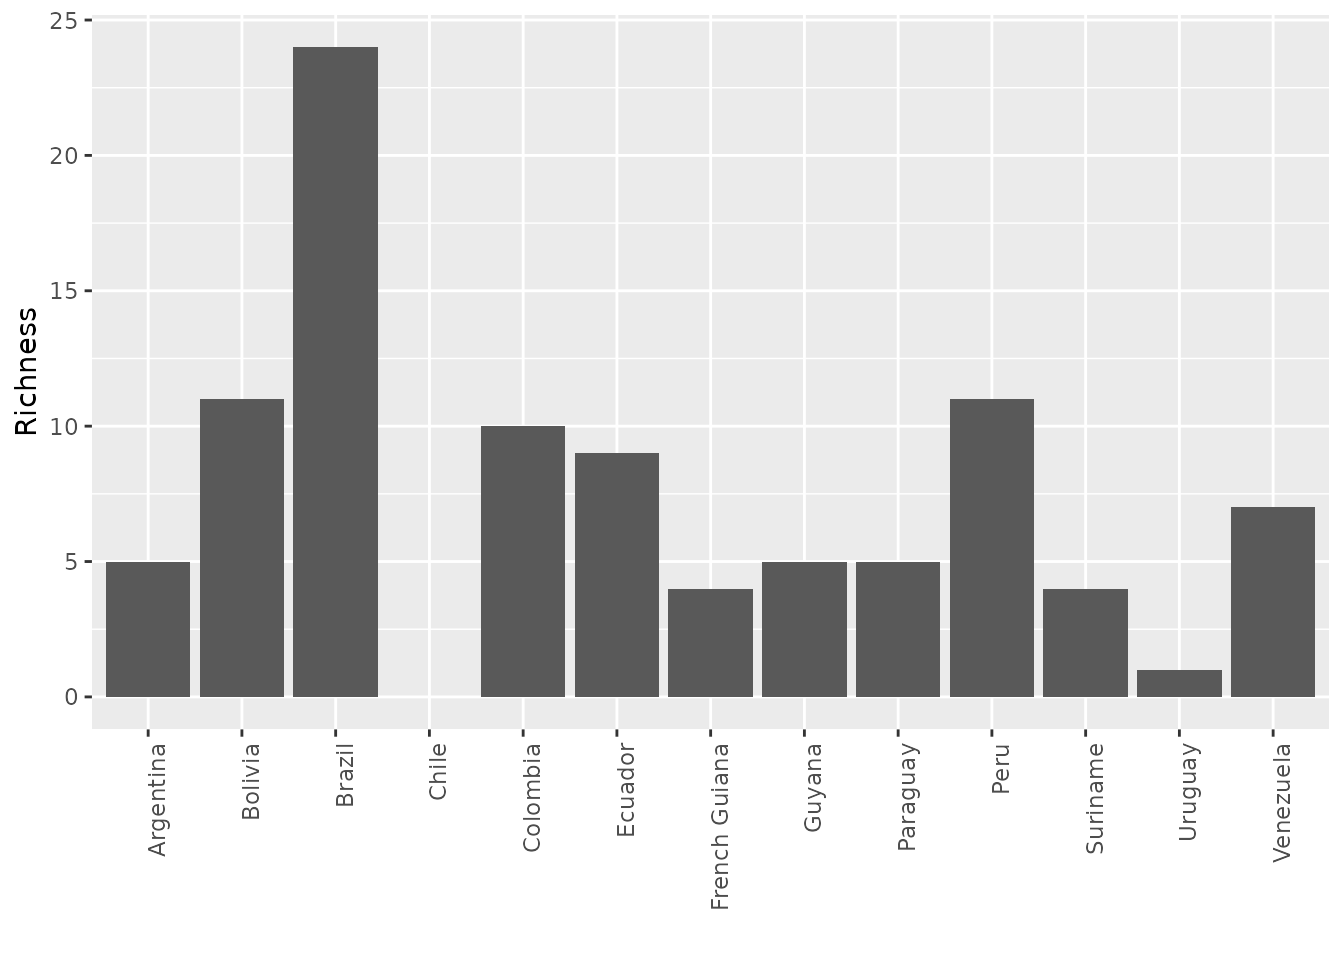 25
20
15
10
5
0
Richness
Argentina
Bolivia
Brazil
Chile
Colombia
Ecuador
French Guiana
Guyana
Paraguay
Peru
Suriname
Uruguay
Venezuela